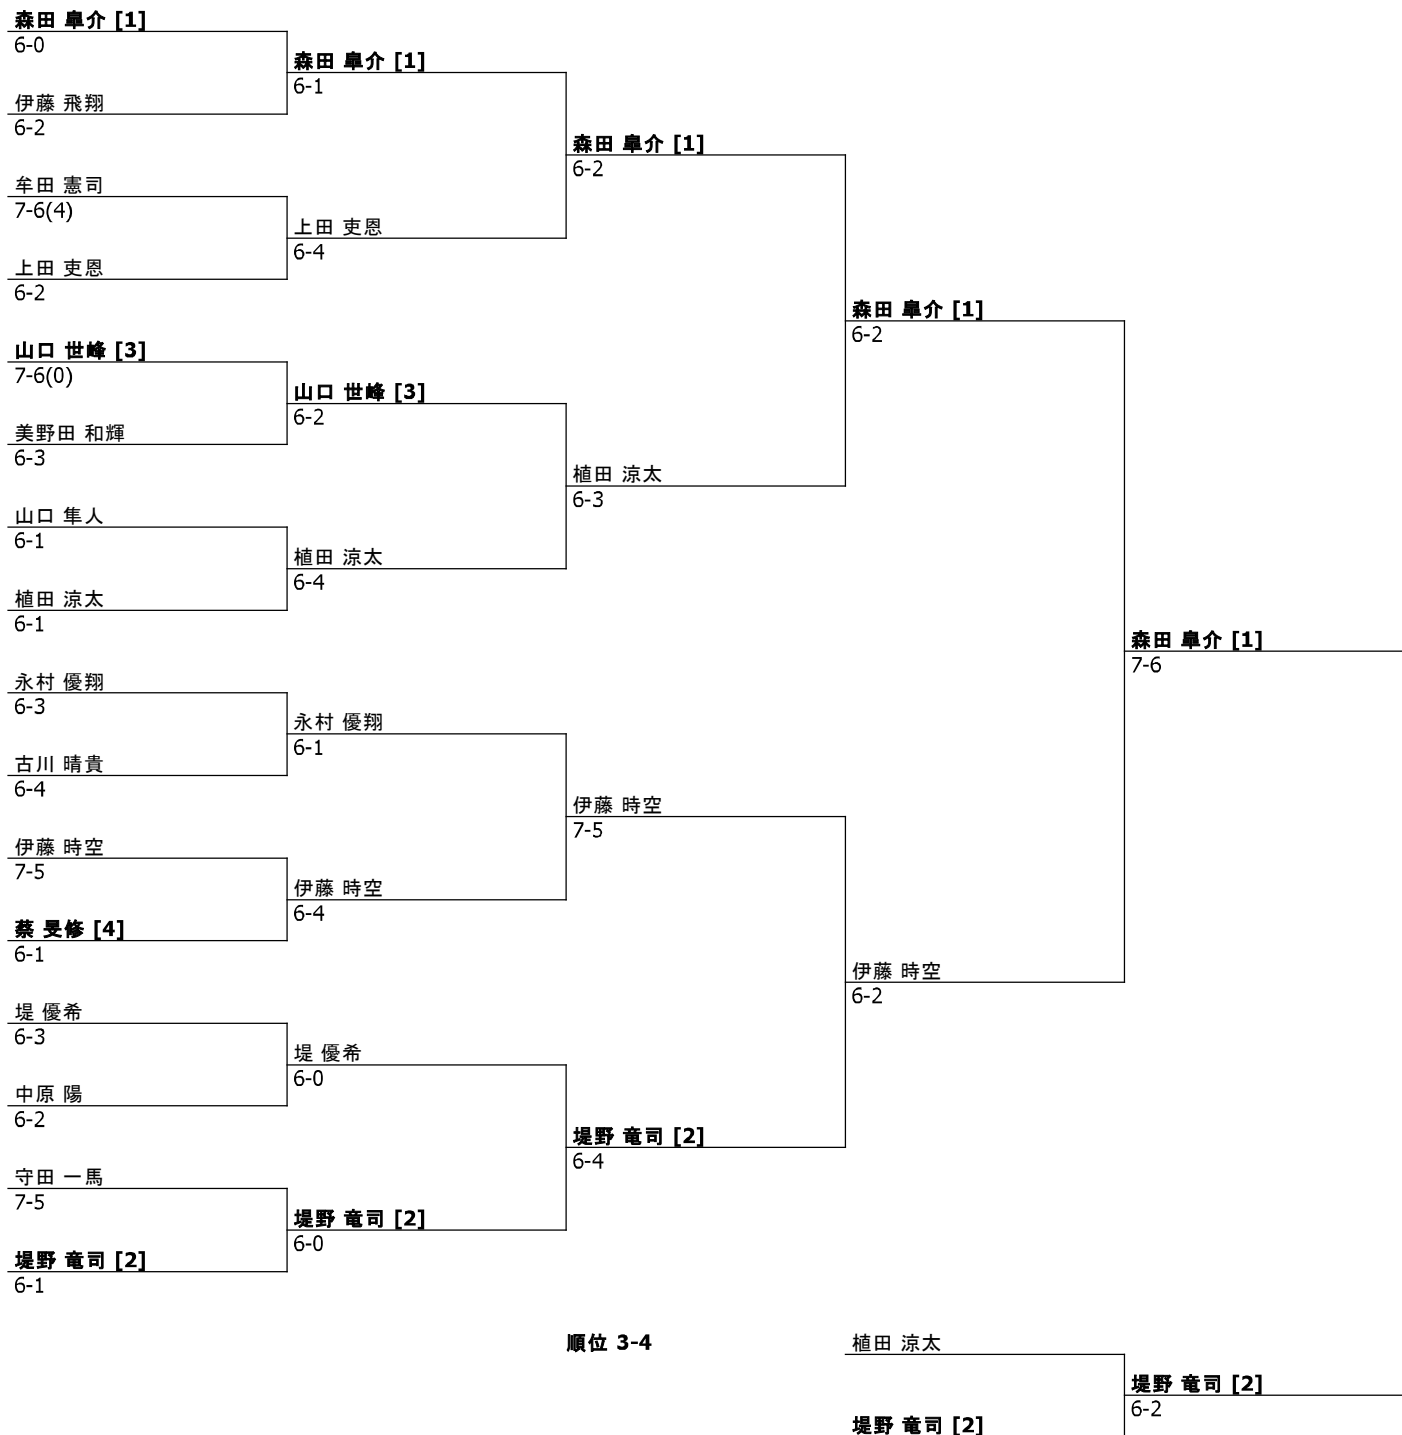 森田 皐介 [1]
6-0
伊藤 飛翔
6-2
牟田 憲司
7-6(4)
上田 吏恩
6-2
山口 世峰 [3]
7-6(0)
美野田 和輝
6-3
山口 隼人
6-1
植田 涼太
6-1
永村 優翔
6-3
古川 晴貴
6-4
伊藤 時空
7-5
蔡 旻修 [4]
6-1
堤 優希
6-3
中原 陽
6-2
守田 一馬
7-5
堤野 竜司 [2]
6-1
森田 皐介 [1]
6-1
上田 吏恩
6-4
山口 世峰 [3]
6-2
植田 涼太
6-4
永村 優翔
6-1
伊藤 時空
6-4
堤 優希
6-0
堤野 竜司 [2]
6-0
森田 皐介 [1]
6-2
植田 涼太
6-3
伊藤 時空
7-5
堤野 竜司 [2]
6-4
森田 皐介 [1]
6-2
伊藤 時空
6-2
森田 皐介 [1]
7-6
順位 3-4
植田 涼太
堤野 竜司 [2]
堤野 竜司 [2]
6-2